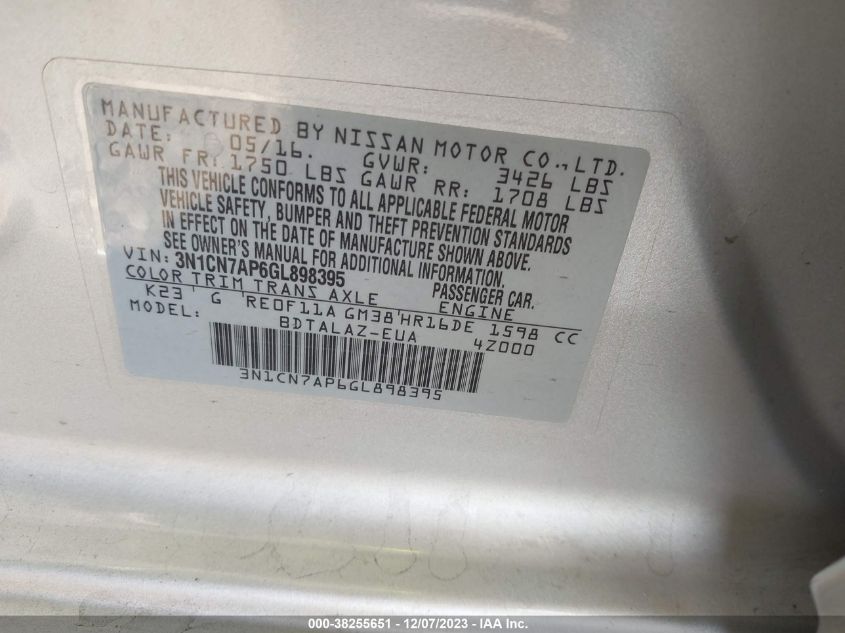 MANUFACTURED BY NISSAN MOTOR CO., LTD.
DATE: 05/16. GVWR: 3426 LBS
GAWR FR: 1750 LBS GAWR RR: 1708 LBS
THIS VEHICLE CONFORMS TO ALL APPLICABLE FEDERAL MOTOR
VEHICLE SAFETY, BUMPER AND THEFT PREVENTION STANDARDS
IN EFFECT ON THE DATE OF MANUFACTURE SHOWN ABOVE.
SEE OWNER'S MANUAL FOR ADDITIONAL INFORMATION.
VIN: 3N1CN7AP6GL898395 PASSENGER CAR.
COLOR TRIM TRANS AXLE ENGINE
K23 G RE0F11A GM38 HR16DE 1598 CC
MODEL: BDTALAZ-EUA 4Z000
3N1CN7AP6GL898395
000-38255651 - 12/07/2023 - IAA Inc.